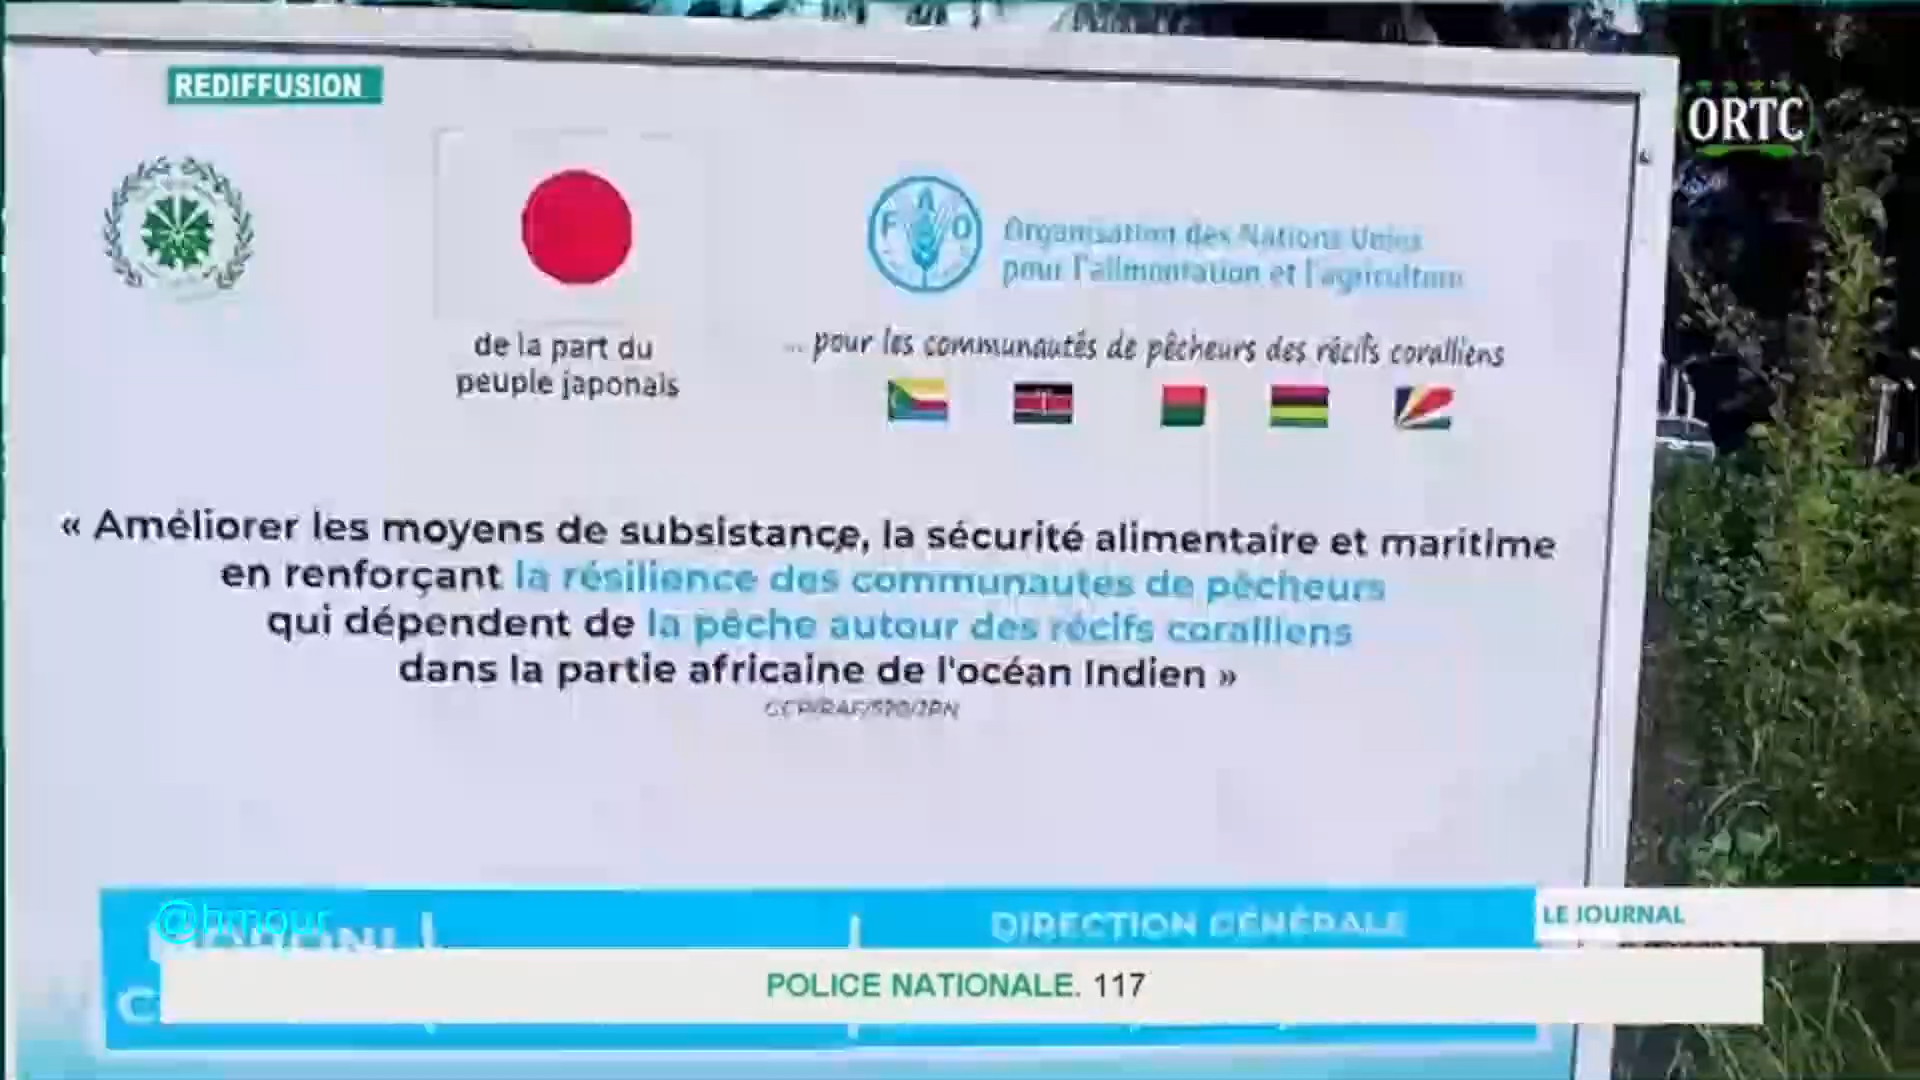 REDIFFUSION
ORTC
FAO
Organisation des Nations Unies
pour l'alimentation et l'agriculture
de la part du
peuple japonais
... pour les communautés de pêcheurs des récifs coralliens
« Améliorer les moyens de subsistance, la sécurité alimentaire et maritime
en renforçant la résilience des communautés de pêcheurs
qui dépendent de la pêche autour des récifs coralliens
dans la partie africaine de l'océan Indien »
@hmour
DIRECTION GÉNÉRALE
LE JOURNAL
POLICE NATIONALE. 117